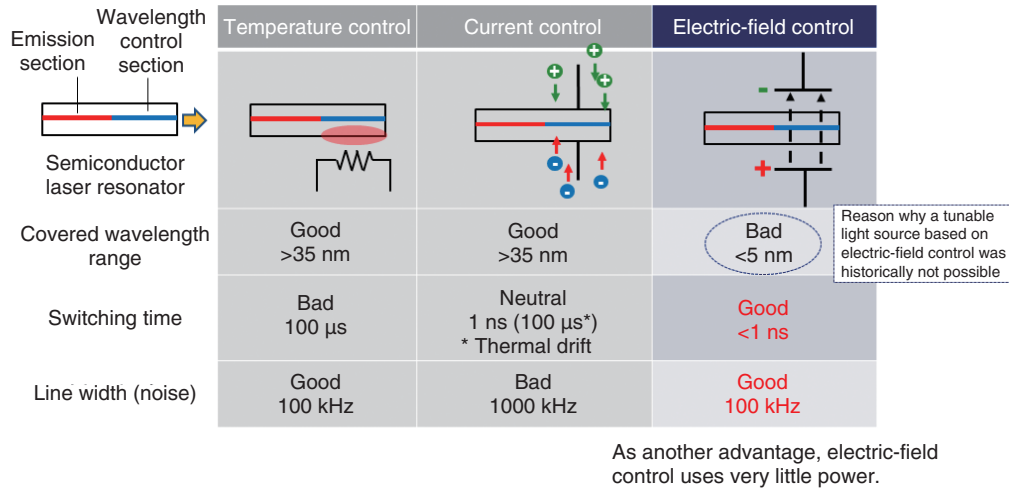 Wavelength
control
section
Emission
section
Semiconductor
laser resonator
Temperature control
Current control
Electric-field control
+
+
+
-
-
-
-
+
Covered wavelength
range
Good
>35 nm
Good
>35 nm
Bad
<5 nm
Reason why a tunable
light source based on
electric-field control was
historically not possible
Switching time
Bad
100 µs
Neutral
1 ns (100 µs*)
* Thermal drift
Good
<1 ns
Line width (noise)
Good
100 kHz
Bad
1000 kHz
Good
100 kHz
As another advantage, electric-field
control uses very little power.